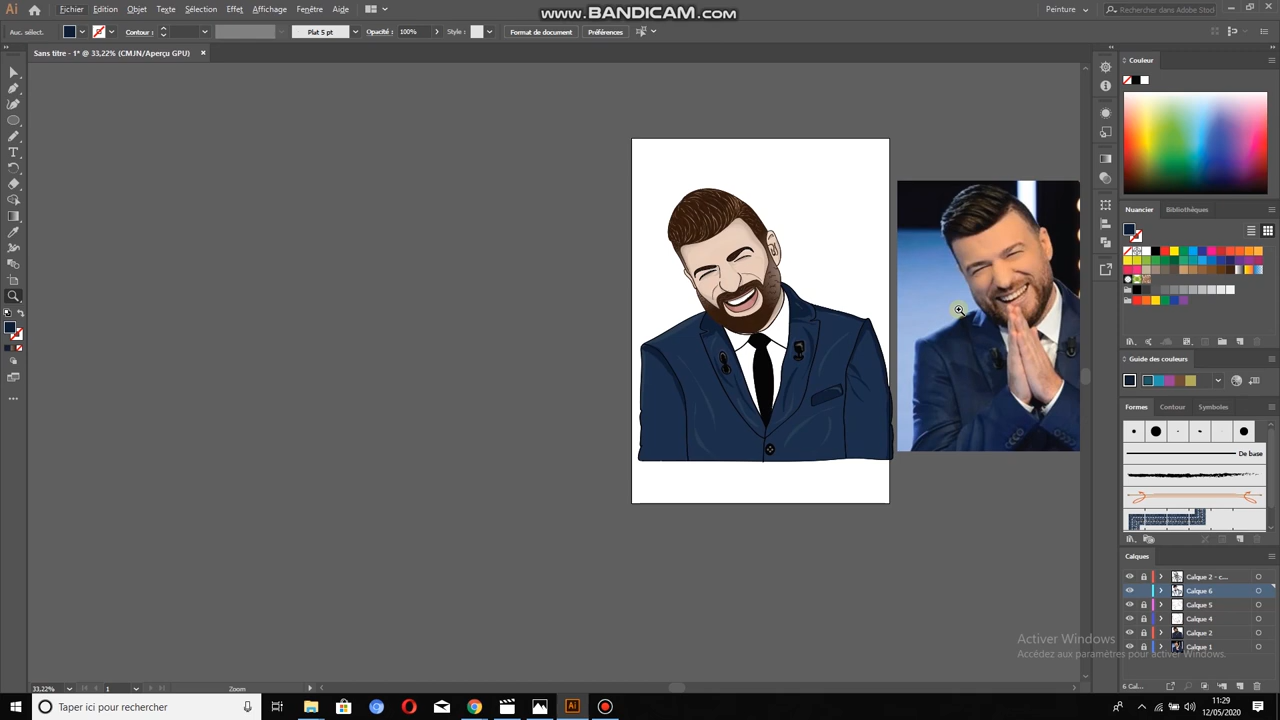 www.BANDICAM.com
Ai
Fichier Edition Objet Texte Sélection Effet Affichage Fenêtre Aide
Peinture
Rechercher dans Adobe Stock
Auc. sélect.
Contour :
Plat 5 pt
Opacité : 100%
Style :
Format de document
Préférences
Sans titre - 1* @ 33,22% (CMJN/Aperçu GPU) ×
Couleur
Nuancier Bibliothèques
Guide des couleurs
Formes Contour Symboles
De base
Calques
Calque 2 - c...
Calque 6
Calque 5
Calque 4
Calque 2
Calque 1
Activer Windows
Accédez aux paramètres pour activer Windows.
6 Cal...
33,22% 1 Zoom
Taper ici pour rechercher
Ai
11:29
12/05/2020